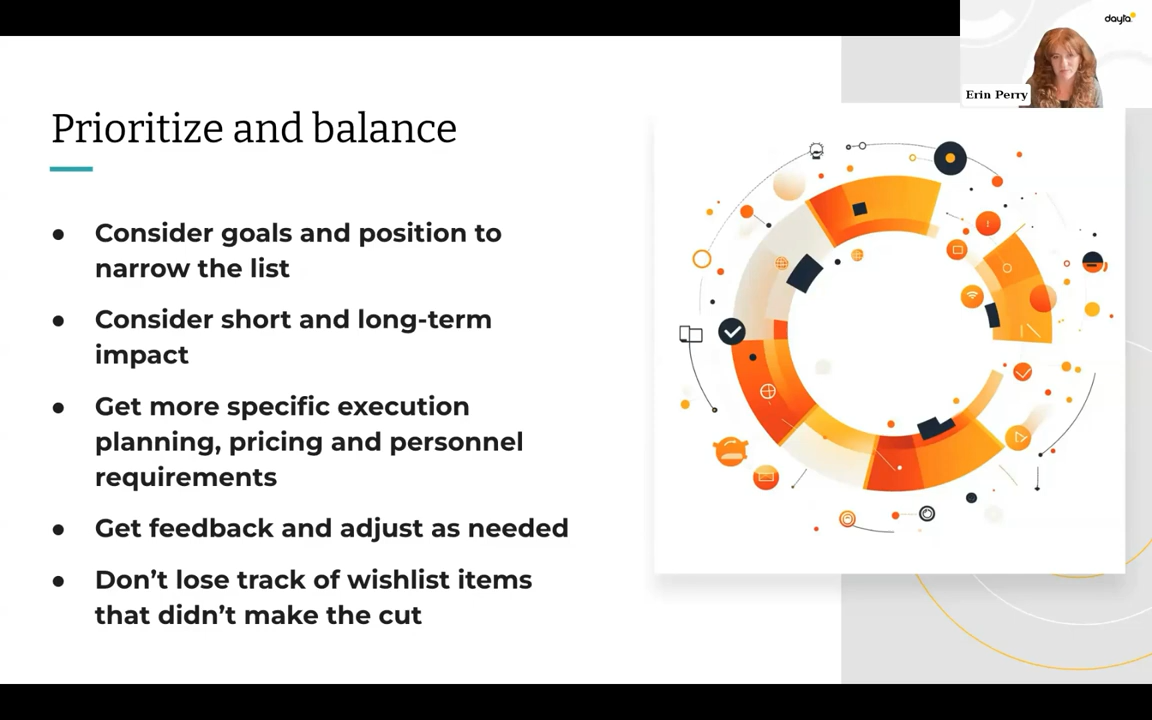 dayta
Erin Perry
Prioritize and balance
● Consider goals and position to
narrow the list
● Consider short and long-term
impact
● Get more specific execution
planning, pricing and personnel
requirements
● Get feedback and adjust as needed
● Don’t lose track of wishlist items
that didn’t make the cut